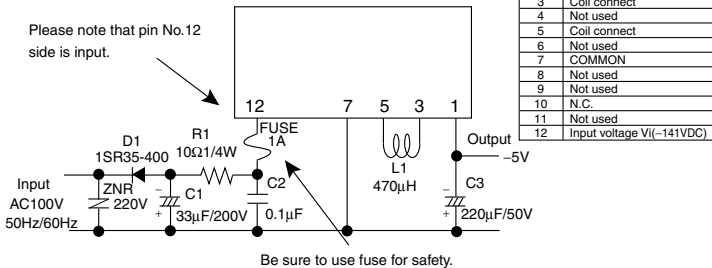 3 Coil connect
4 Not used
5 Coil connect
6 Not used
7 COMMON
8 Not used
9 Not used
10 N.C.
11 Not used
12 Input voltage Vi(−141VDC)
Please note that pin No.12
side is input.
12 7 5 3 1
FUSE
1A
D1
1SR35-400
R1
10Ω1/4W
L1
470μH
Output
−5V
Input
AC100V
50Hz/60Hz
ZNR
220V
− C1
+ 33μF/200V
C2
0.1μF
− C3
+ 220μF/50V
Be sure to use fuse for safety.